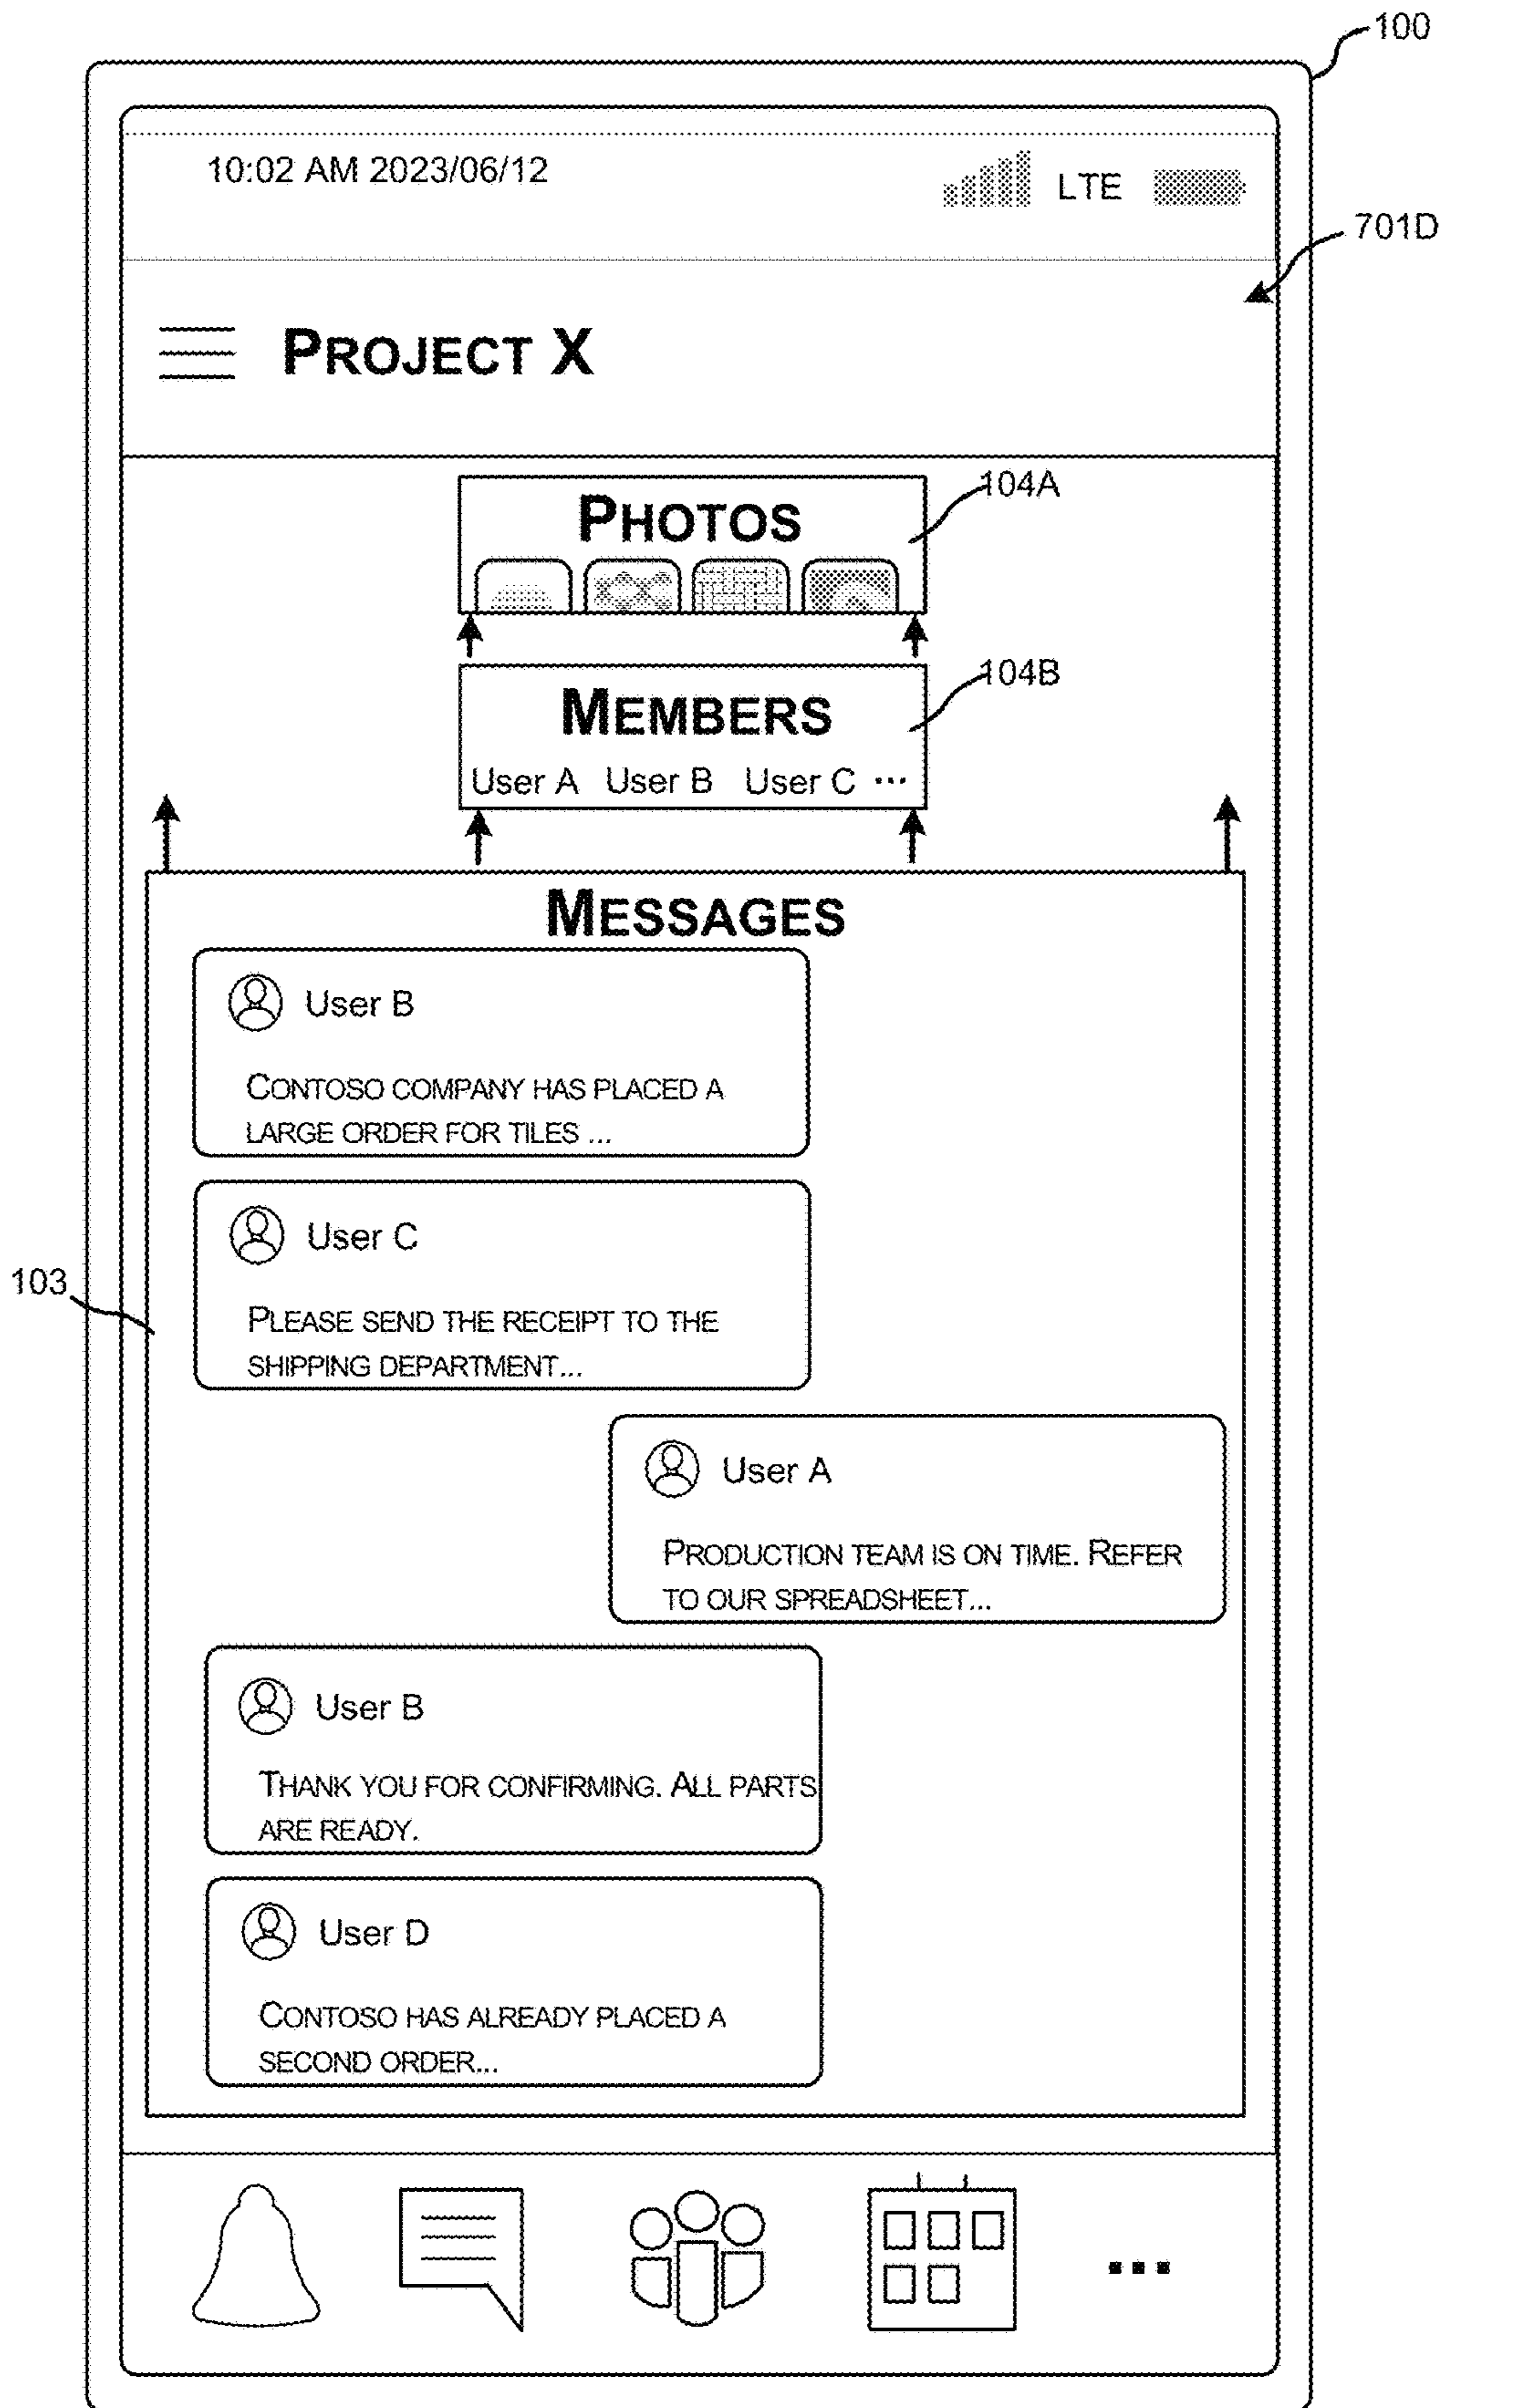 100
10:02 AM 2023/06/12
LTE
701D
PROJECT X
PHOTOS
104A
MEMBERS
104B
User A User B User C ...
MESSAGES
User B
CONTOSO COMPANY HAS PLACED A
LARGE ORDER FOR TILES ...
User C
103
PLEASE SEND THE RECEIPT TO THE
SHIPPING DEPARTMENT...
User A
PRODUCTION TEAM IS ON TIME. REFER
TO OUR SPREADSHEET...
User B
THANK YOU FOR CONFIRMING. ALL PARTS
ARE READY.
User D
CONTOSO HAS ALREADY PLACED A
SECOND ORDER...
...